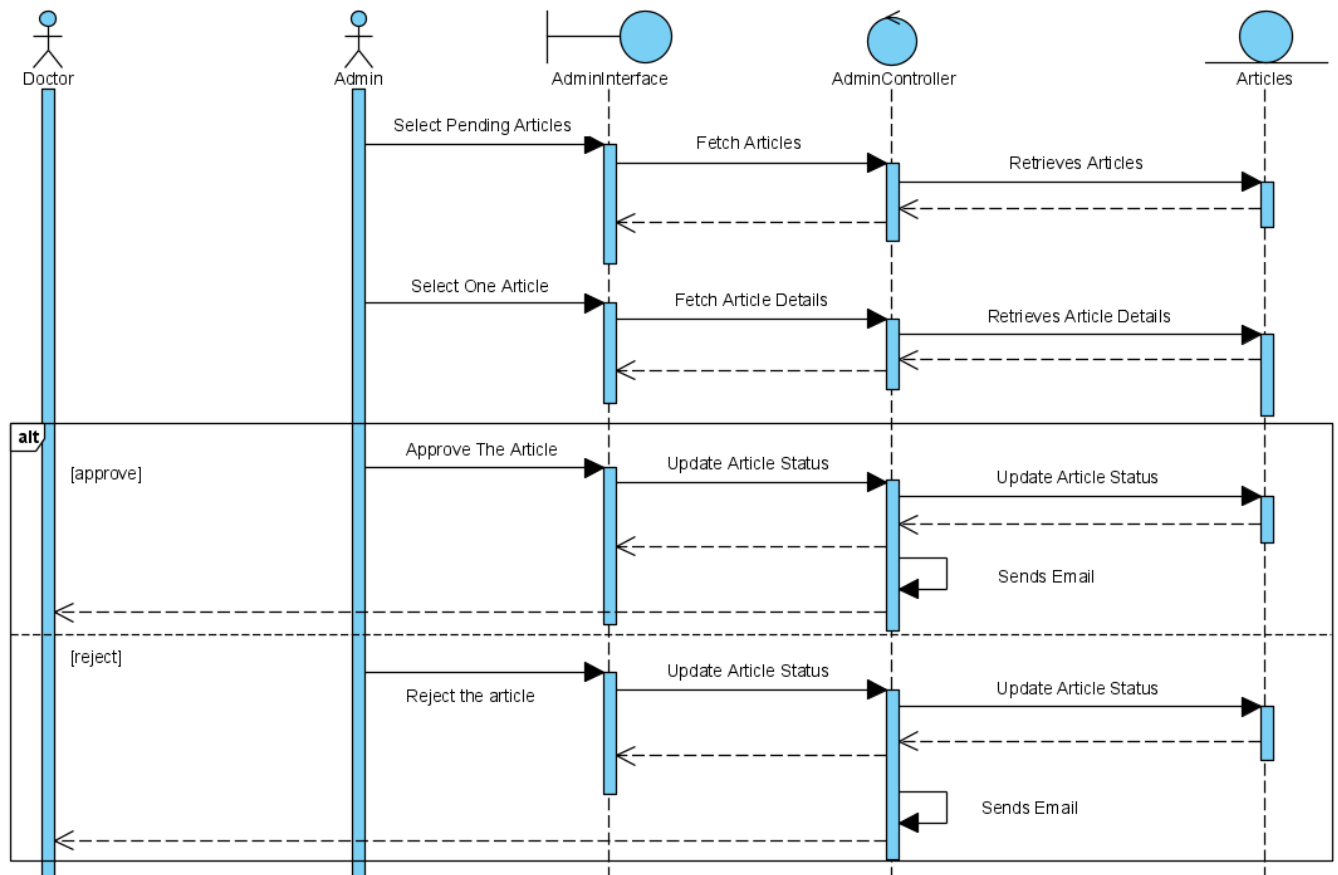 Doctor
Admin
AdminInterface
AdminController
Articles
Select Pending Articles
Fetch Articles
Retrieves Articles
Select One Article
Fetch Article Details
Retrieves Article Details
alt
[approve]
Approve The Article
Update Article Status
Update Article Status
Sends Email
[reject]
Reject the article
Update Article Status
Update Article Status
Sends Email